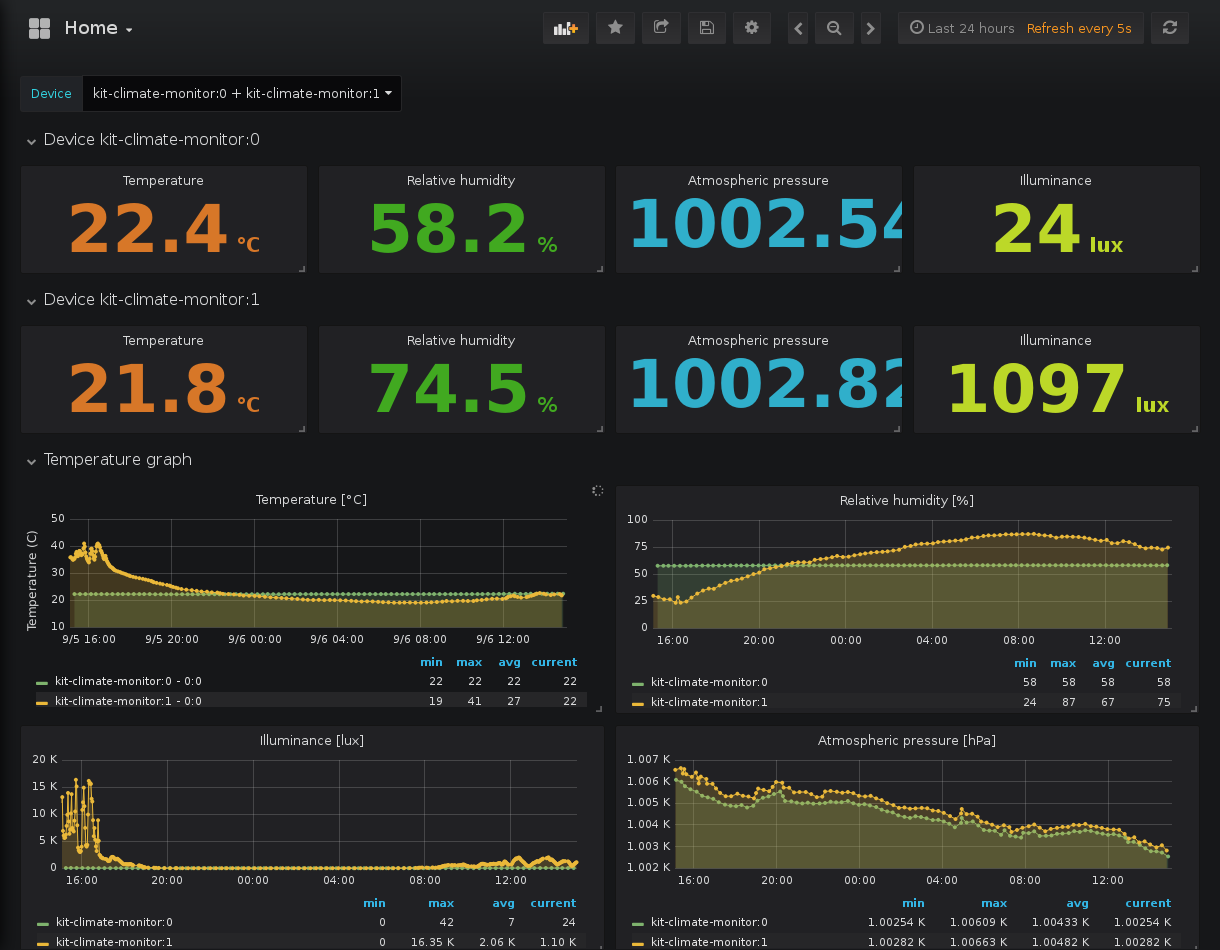 Home
Last 24 hours Refresh every 5s
Device kit-climate-monitor:0 + kit-climate-monitor:1
Device kit-climate-monitor:0
Temperature Relative humidity Atmospheric pressure Illuminance
22.4 °C 58.2 % 1002.54 24 lux
Device kit-climate-monitor:1
Temperature Relative humidity Atmospheric pressure Illuminance
21.8 °C 74.5 % 1002.82 1097 lux
Temperature graph
Temperature [°C]
Temperature (C)
50
40
30
20
10
9/5 16:00 9/5 20:00 9/6 00:00 9/6 04:00 9/6 08:00 9/6 12:00
min max avg current
kit-climate-monitor:0 - 0:0 22 22 22 22
kit-climate-monitor:1 - 0:0 19 41 27 22
Relative humidity [%]
100
75
50
25
0
16:00 20:00 00:00 04:00 08:00 12:00
min max avg current
kit-climate-monitor:0 58 58 58 58
kit-climate-monitor:1 24 87 67 75
Illuminance [lux]
20 K
15 K
10 K
5 K
0
16:00 20:00 00:00 04:00 08:00 12:00
min max avg current
kit-climate-monitor:0 0 42 7 24
kit-climate-monitor:1 0 16.35 K 2.06 K 1.10 K
Atmospheric pressure [hPa]
1.007 K
1.006 K
1.005 K
1.004 K
1.003 K
1.002 K
16:00 20:00 00:00 04:00 08:00 12:00
min max avg current
kit-climate-monitor:0 1.00254 K 1.00609 K 1.00433 K 1.00254 K
kit-climate-monitor:1 1.00282 K 1.00663 K 1.00482 K 1.00282 K